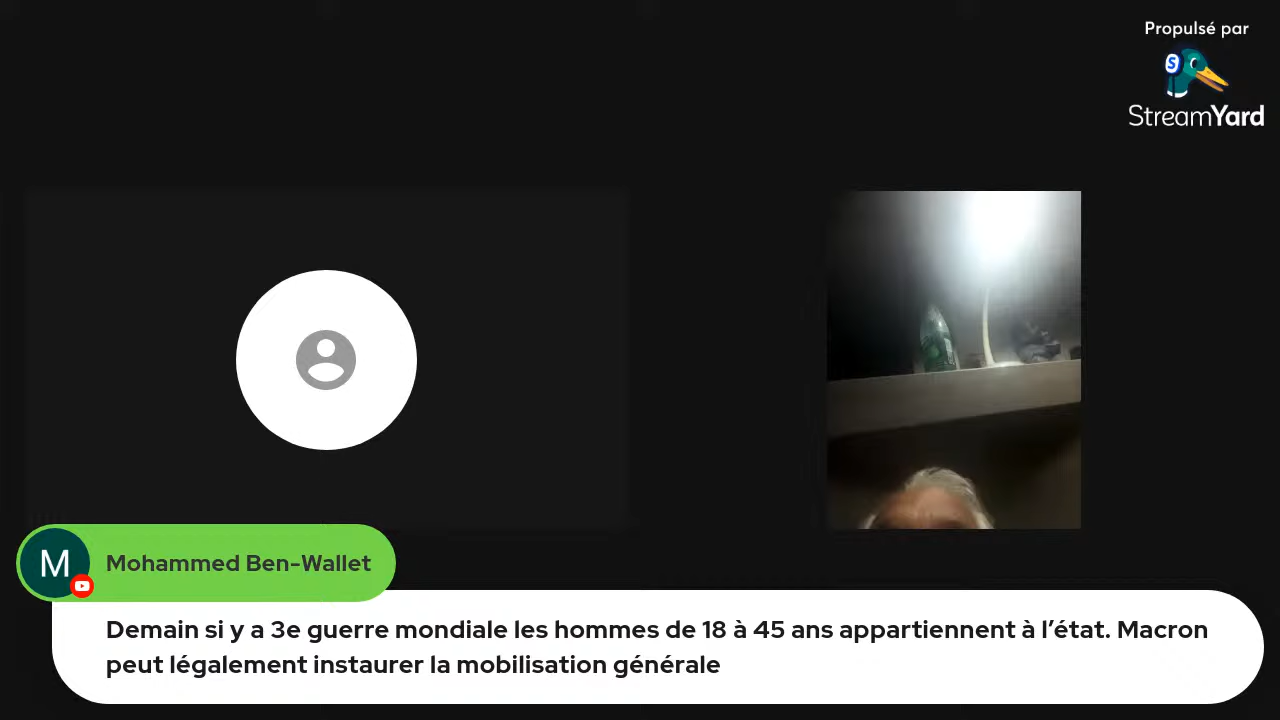 Propulsé par
S
StreamYard
M
Mohammed Ben-Wallet
Demain si y a 3e guerre mondiale les hommes de 18 à 45 ans appartiennent à l’état. Macron
peut légalement instaurer la mobilisation générale